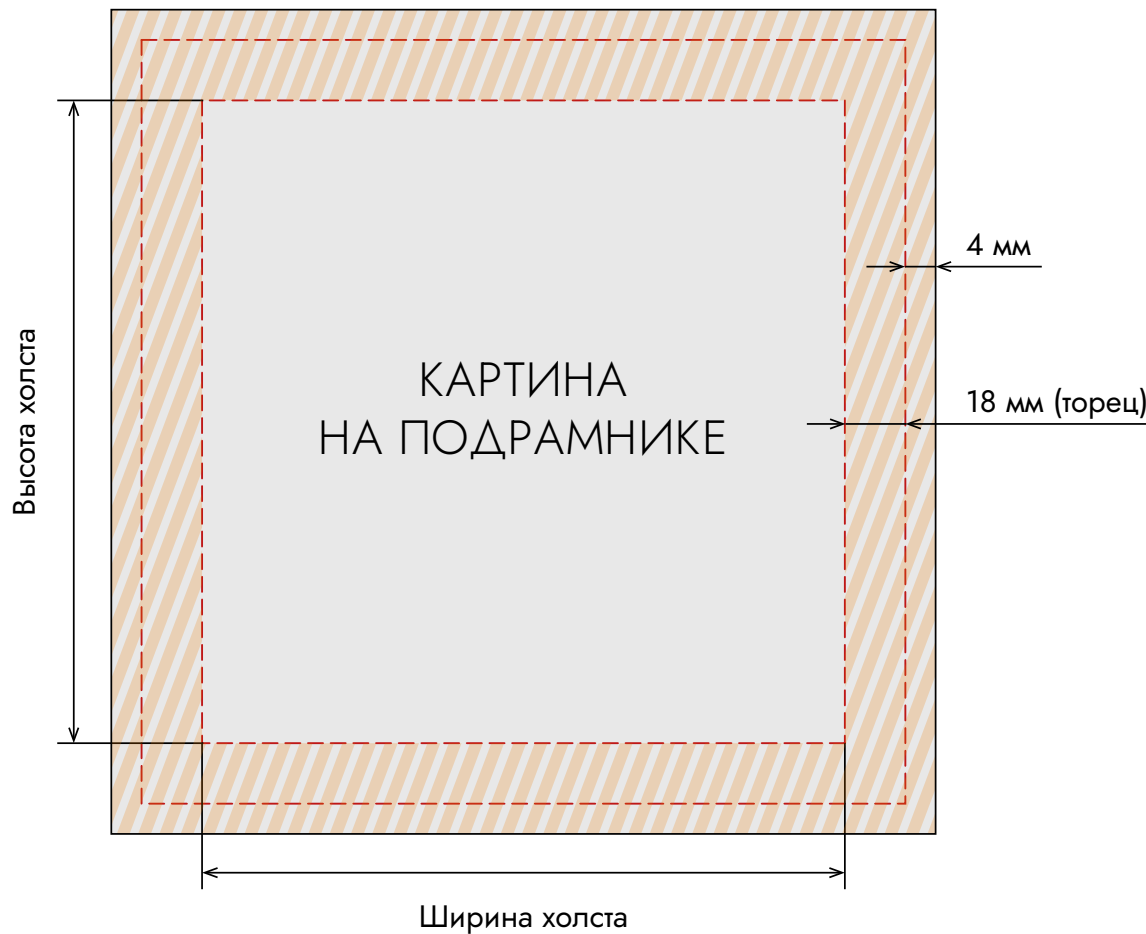 4 мм
Высота холста
КАРТИНА
НА ПОДРАМНИКЕ
18 мм (торец)
Ширина холста